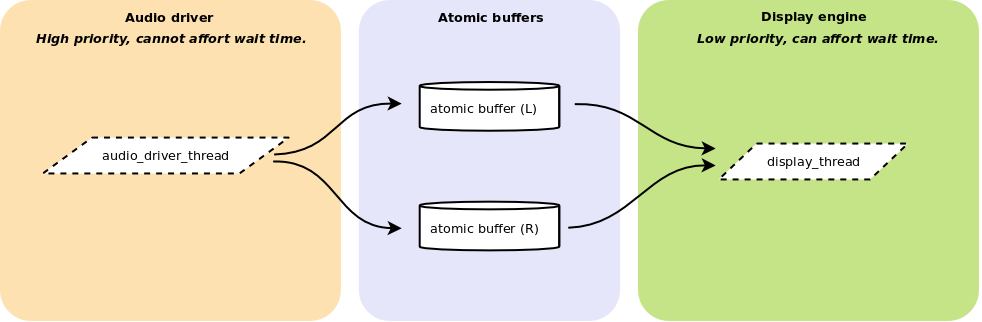 Audio driver
High priority, cannot affort wait time.
audio_driver_thread
Atomic buffers
atomic buffer (L)
atomic buffer (R)
Display engine
Low priority, can affort wait time.
display_thread